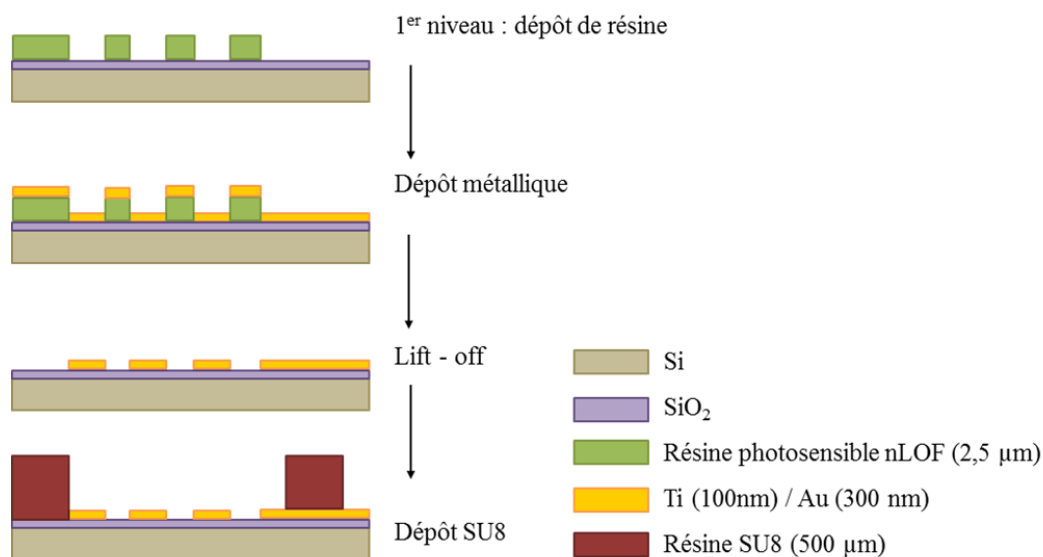 1er niveau : dépôt de résine
Dépôt métallique
Lift - off
Dépôt SU8
Si
SiO2
Résine photosensible nLOF (2,5 µm)
Ti (100nm) / Au (300 nm)
Résine SU8 (500 µm)